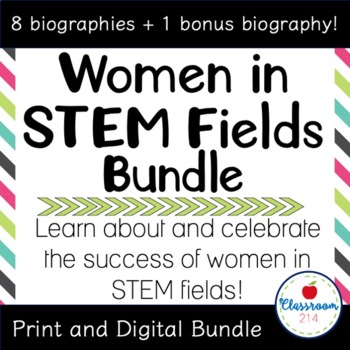 8 biographies + 1 bonus biography!
Women in
STEM Fields
Bundle
Learn about and celebrate
the success of women in
STEM fields!
Classroom
214
Print and Digital Bundle